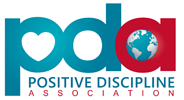 pda
POSITIVE DISCIPLINE
ASSOCIATION